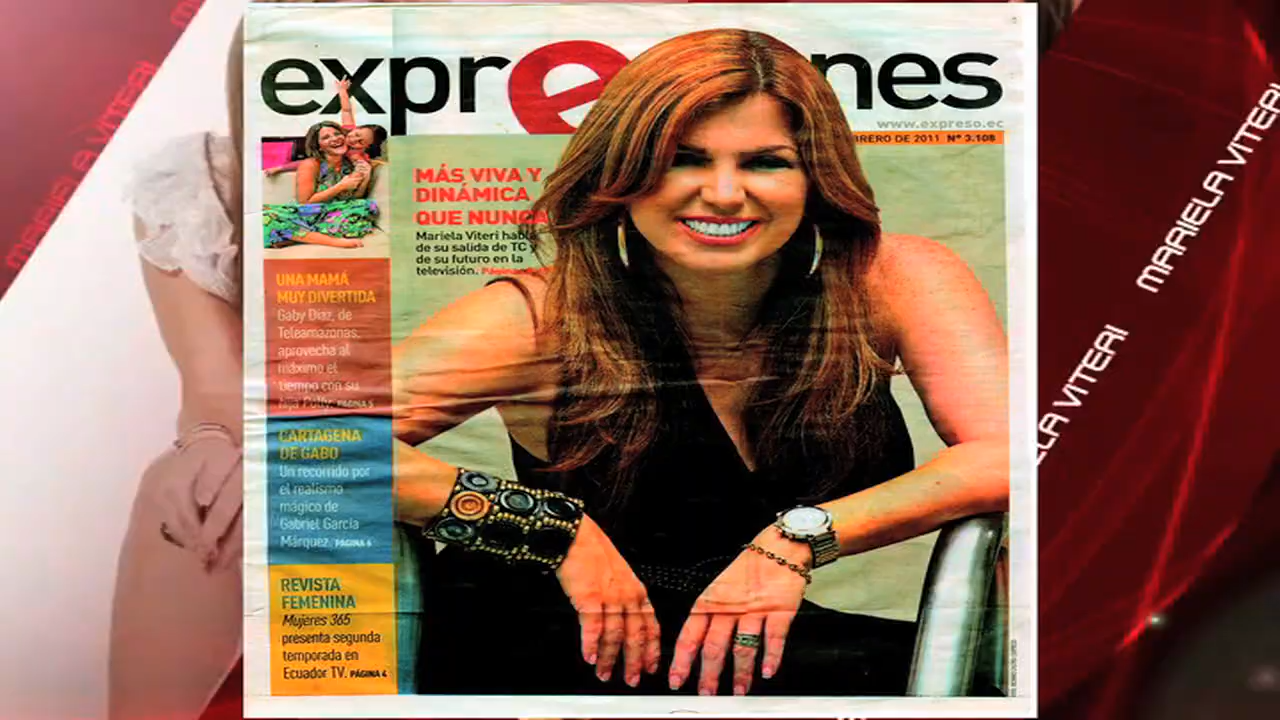 expre nes
www.expreso.ec
BRERO DE 2011 Nº 3.108
MÁS VIVA Y
DINÁMICA
QUE NUNCA
Mariela Viteri habla
de su salida de TC y
de su futuro en la
televisión.
UNA MAMÁ
MUY DIVERTIDA
Gaby Díaz, de
Teleamazonas,
aprovecha al
máximo el
tiempo con su
hija Polly. PÁGINA 5
CARTAGENA
DE GABO
Un recorrido por
el realismo
mágico de
Gabriel García
Márquez. PÁGINA 6
REVISTA
FEMENINA
Mujeres 365
presenta segunda
temporada en
Ecuador TV. PÁGINA 4
MARIELA VITERI
ELA VITERI
MARIELA VITERI